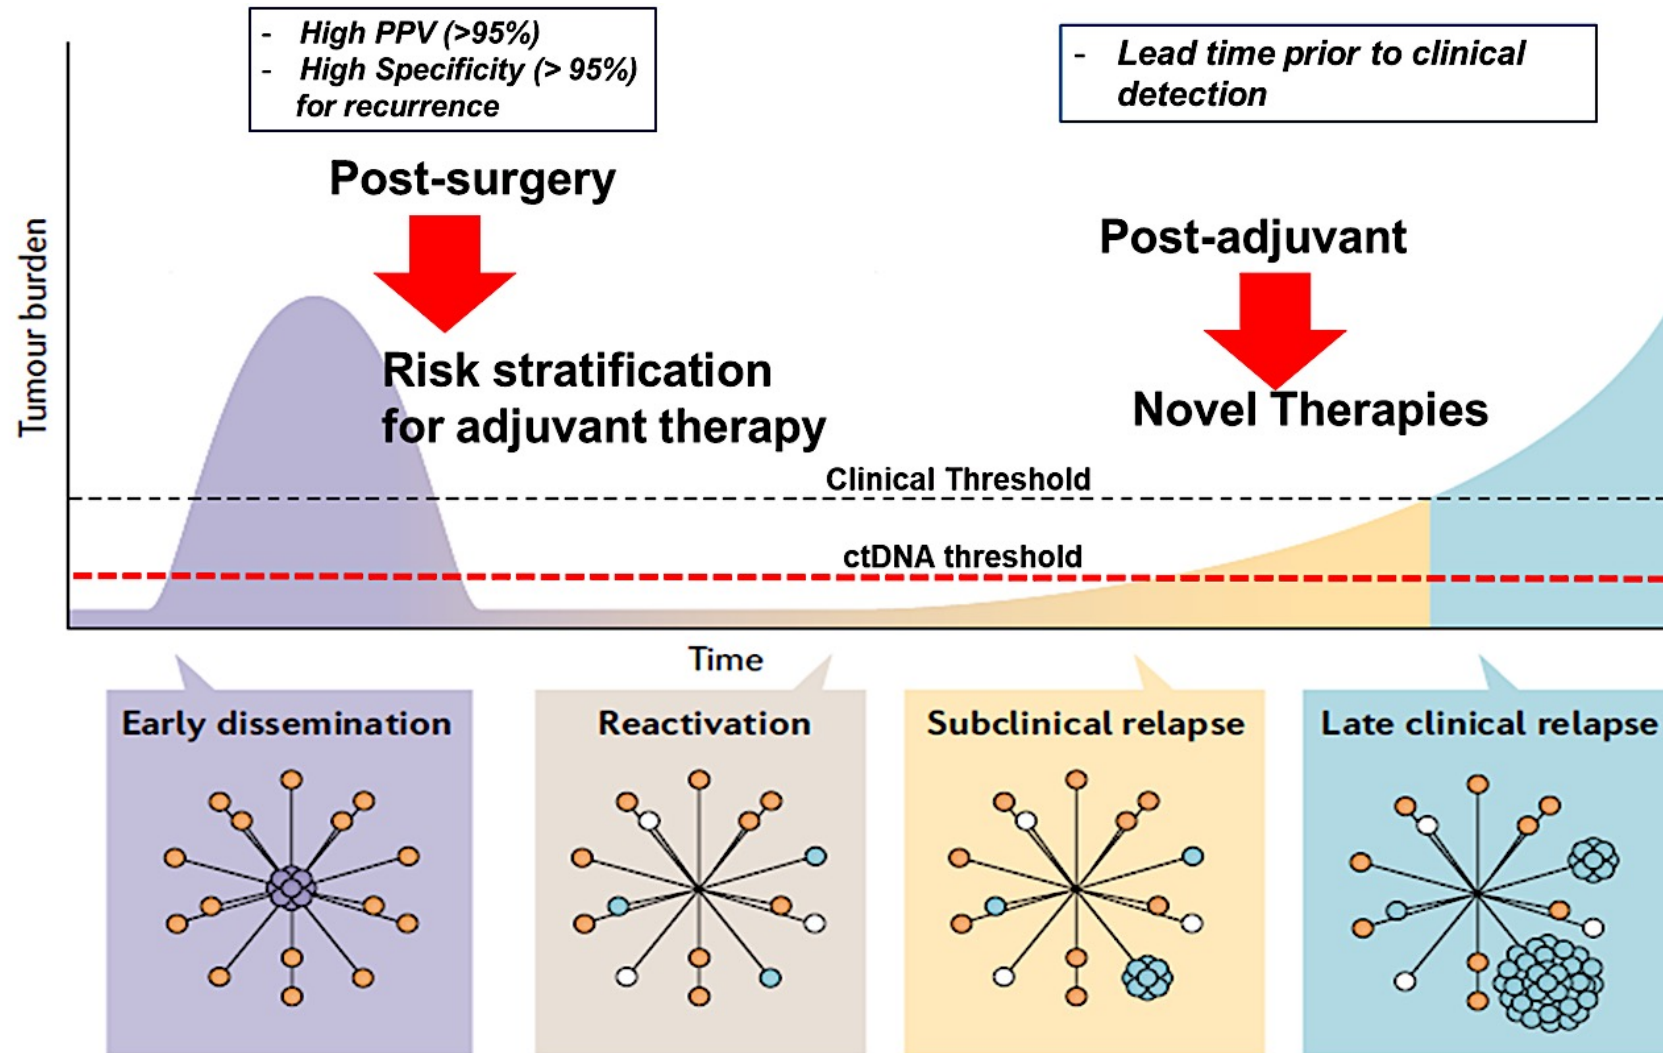 - High PPV (>95%)
- High Specificity (> 95%)
for recurrence
- Lead time prior to clinical
detection
Post-surgery
Post-adjuvant
Risk stratification
for adjuvant therapy
Novel Therapies
Tumour burden
Clinical Threshold
ctDNA threshold
Time
Early dissemination
Reactivation
Subclinical relapse
Late clinical relapse